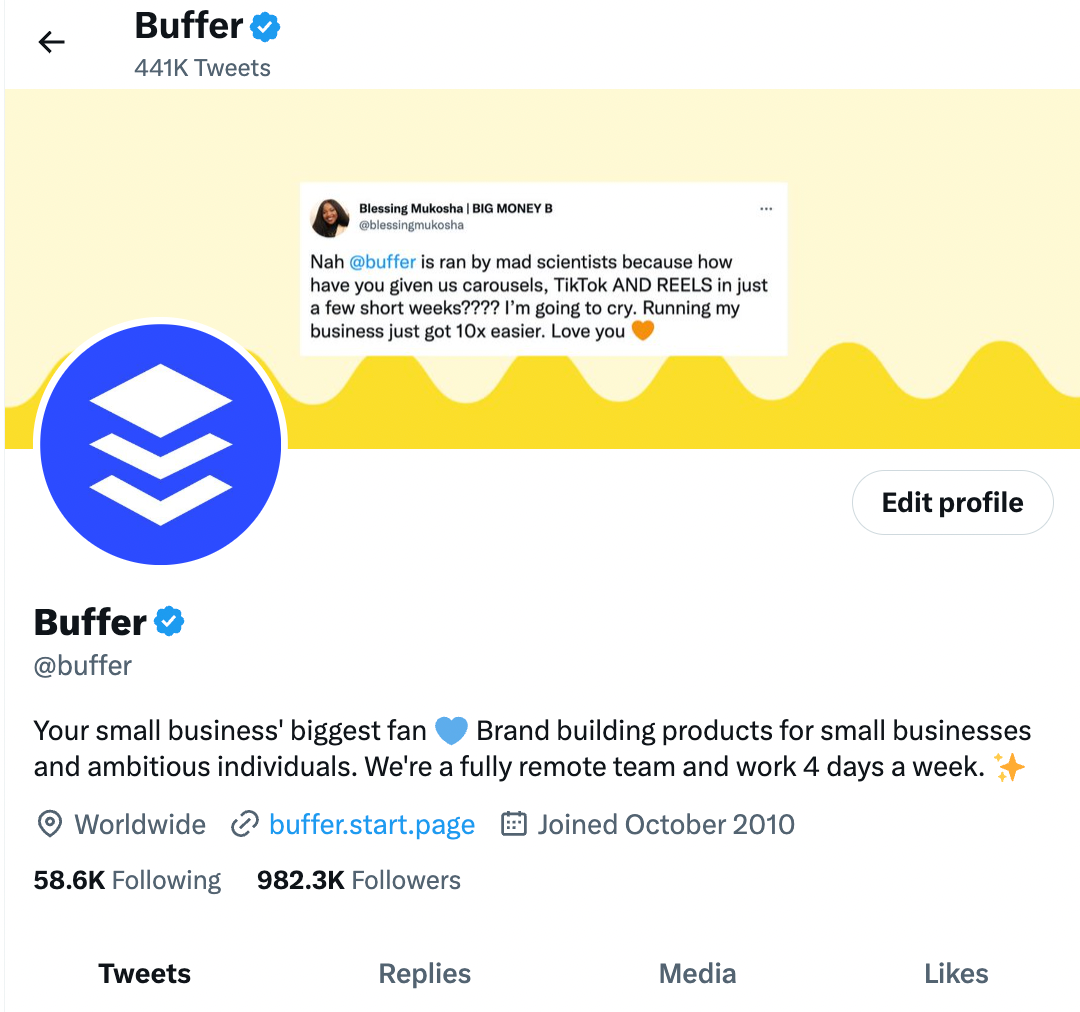 Buffer
441K Tweets
Blessing Mukosha | BIG MONEY B
@blessingmukosha
Nah @buffer is ran by mad scientists because how
have you given us carousels, TikTok AND REELS in just
a few short weeks???? I’m going to cry. Running my
business just got 10x easier. Love you 🧡
Edit profile
Buffer
@buffer
Your small business' biggest fan 💙 Brand building products for small businesses
and ambitious individuals. We're a fully remote team and work 4 days a week. ✨
Worldwide buffer.start.page Joined October 2010
58.6K Following 982.3K Followers
Tweets Replies Media Likes